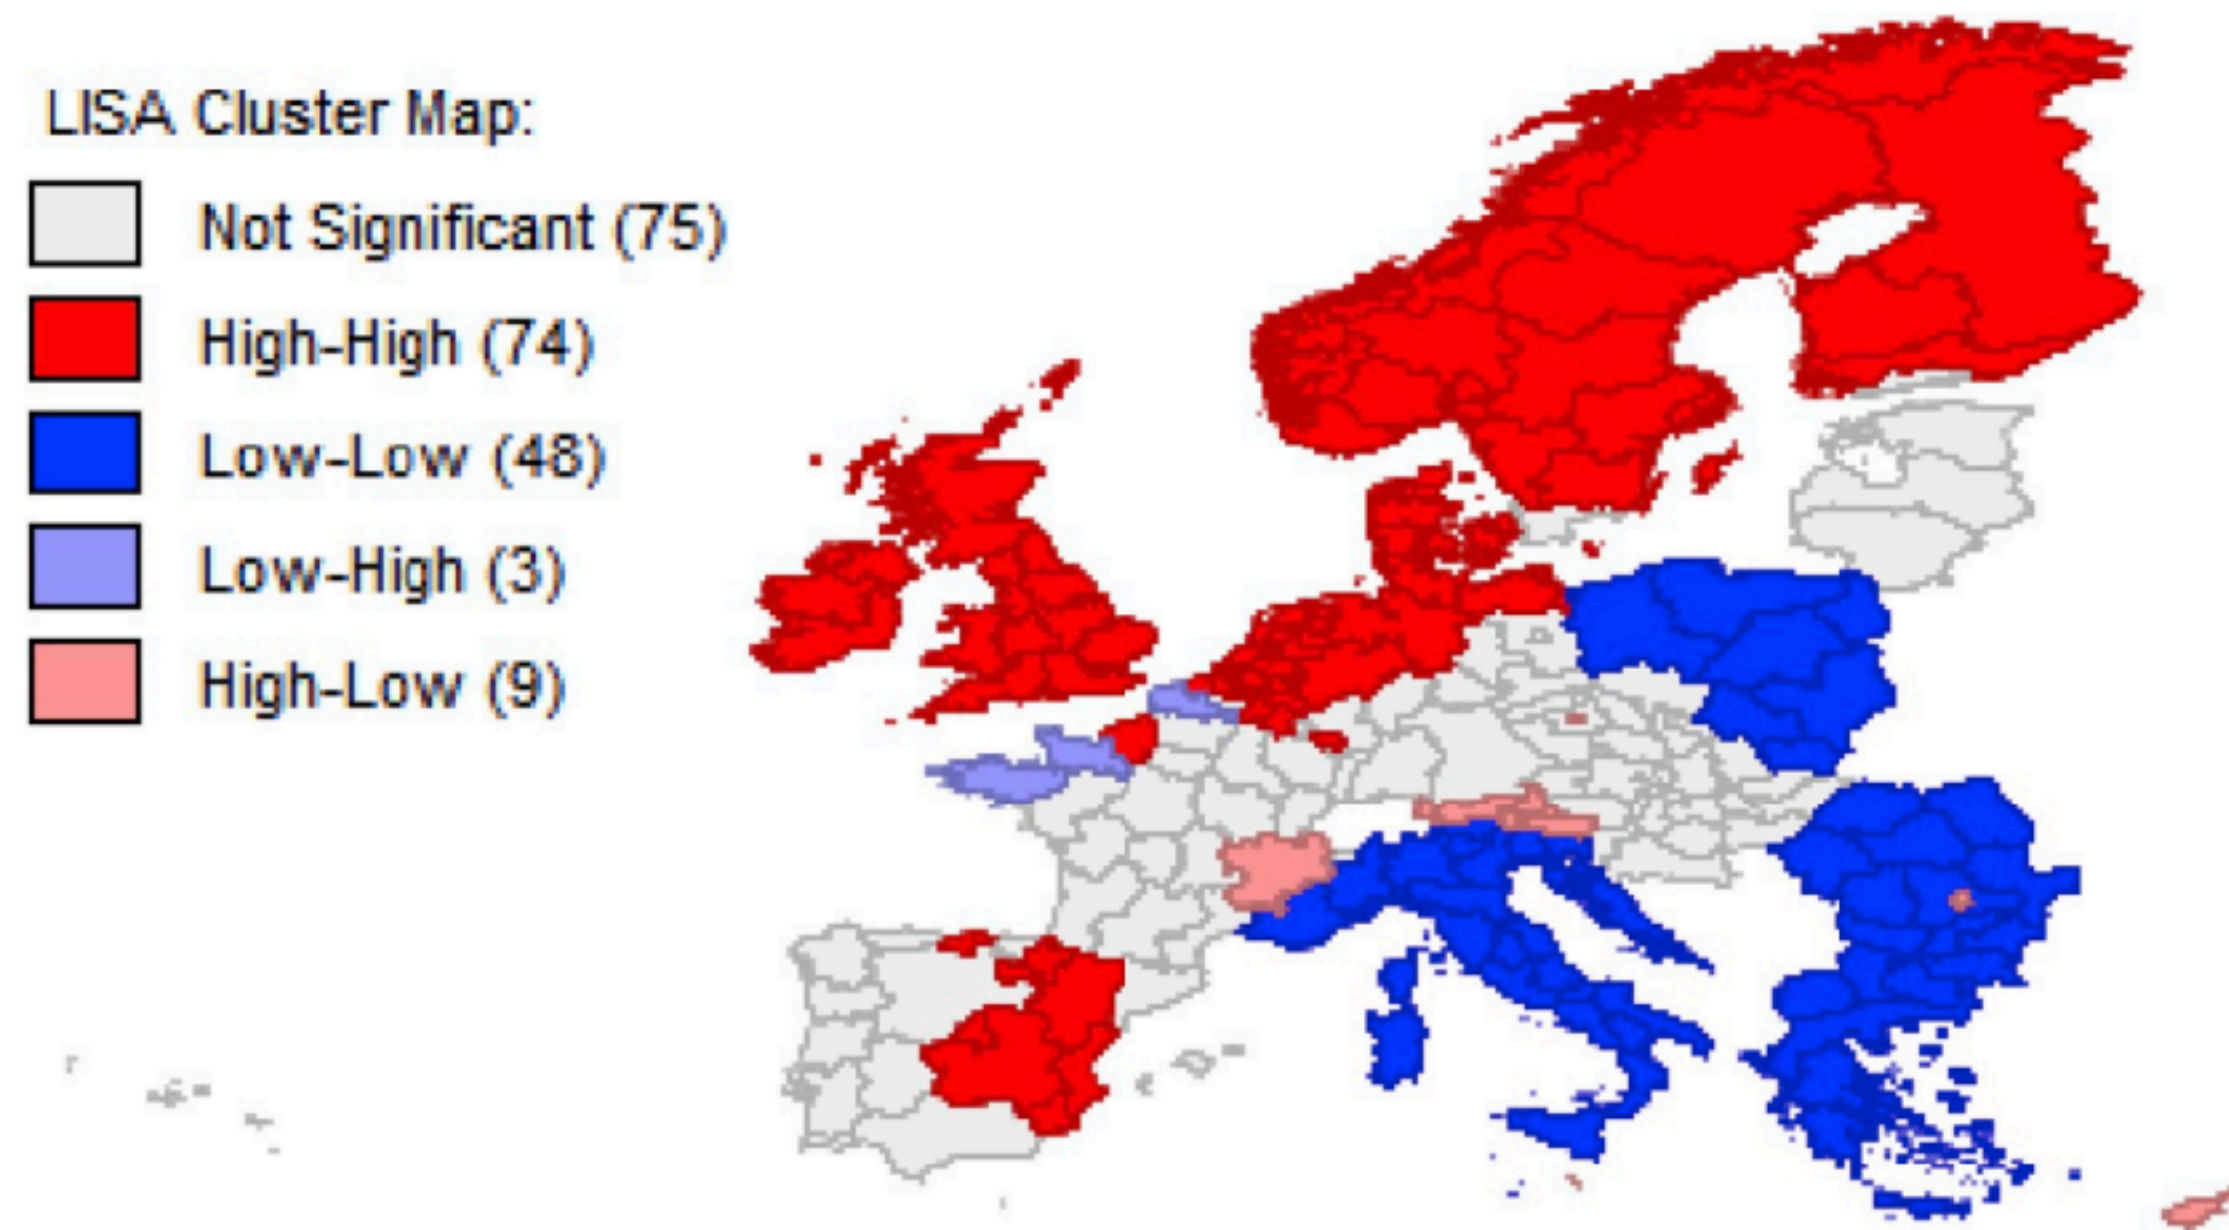 LISA Cluster Map:
Not Significant (75)
High-High (74)
Low-Low (48)
Low-High (3)
High-Low (9)